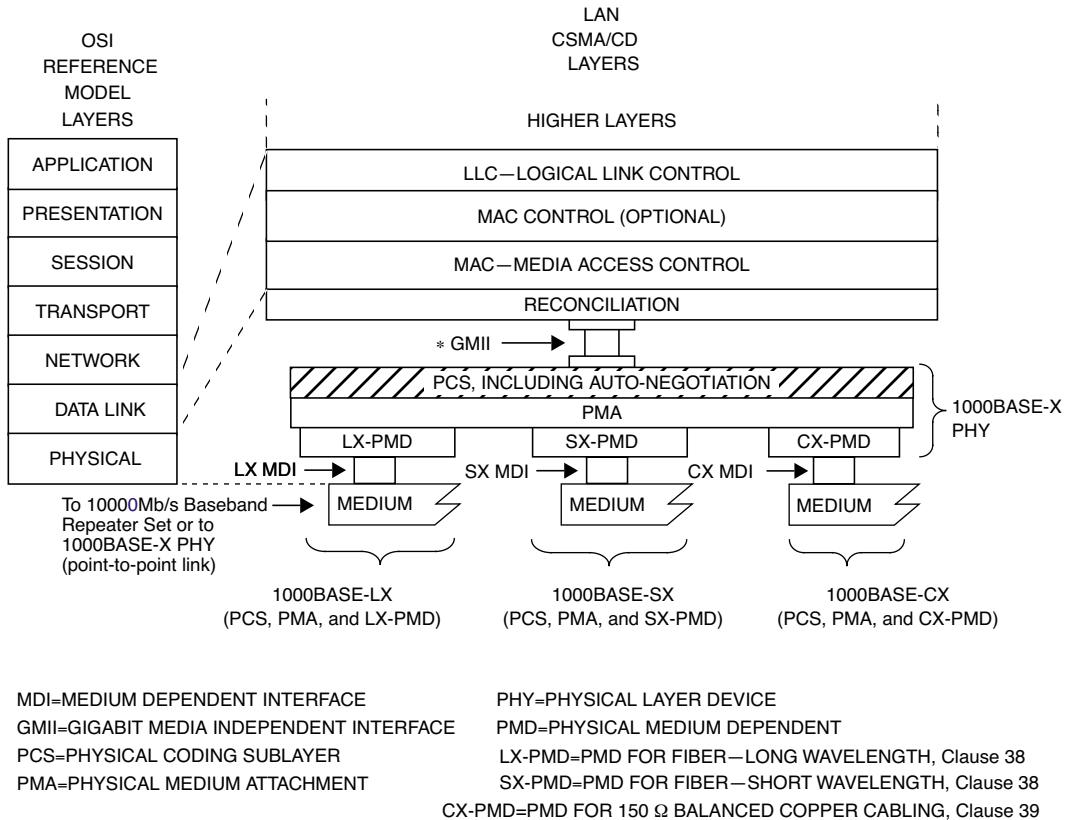 OSI
REFERENCE
MODEL
LAYERS
LAN
CSMA/CD
LAYERS
HIGHER LAYERS
APPLICATION
PRESENTATION
SESSION
TRANSPORT
NETWORK
DATA LINK
PHYSICAL
LLC—LOGICAL LINK CONTROL
MAC CONTROL (OPTIONAL)
MAC—MEDIA ACCESS CONTROL
RECONCILIATION
* GMII
PCS, INCLUDING AUTO-NEGOTIATION
PMA
1000BASE-X
PHY
LX-PMD
SX-PMD
CX-PMD
LX MDI
SX MDI
CX MDI
MEDIUM
MEDIUM
MEDIUM
To 10000Mb/s Baseband
Repeater Set or to
1000BASE-X PHY
(point-to-point link)
1000BASE-LX
(PCS, PMA, and LX-PMD)
1000BASE-SX
(PCS, PMA, and SX-PMD)
1000BASE-CX
(PCS, PMA, and CX-PMD)
MDI=MEDIUM DEPENDENT INTERFACE
GMII=GIGABIT MEDIA INDEPENDENT INTERFACE
PCS=PHYSICAL CODING SUBLAYER
PMA=PHYSICAL MEDIUM ATTACHMENT
PHY=PHYSICAL LAYER DEVICE
PMD=PHYSICAL MEDIUM DEPENDENT
LX-PMD=PMD FOR FIBER—LONG WAVELENGTH, Clause 38
SX-PMD=PMD FOR FIBER—SHORT WAVELENGTH, Clause 38
CX-PMD=PMD FOR 150 Ω BALANCED COPPER CABLING, Clause 39